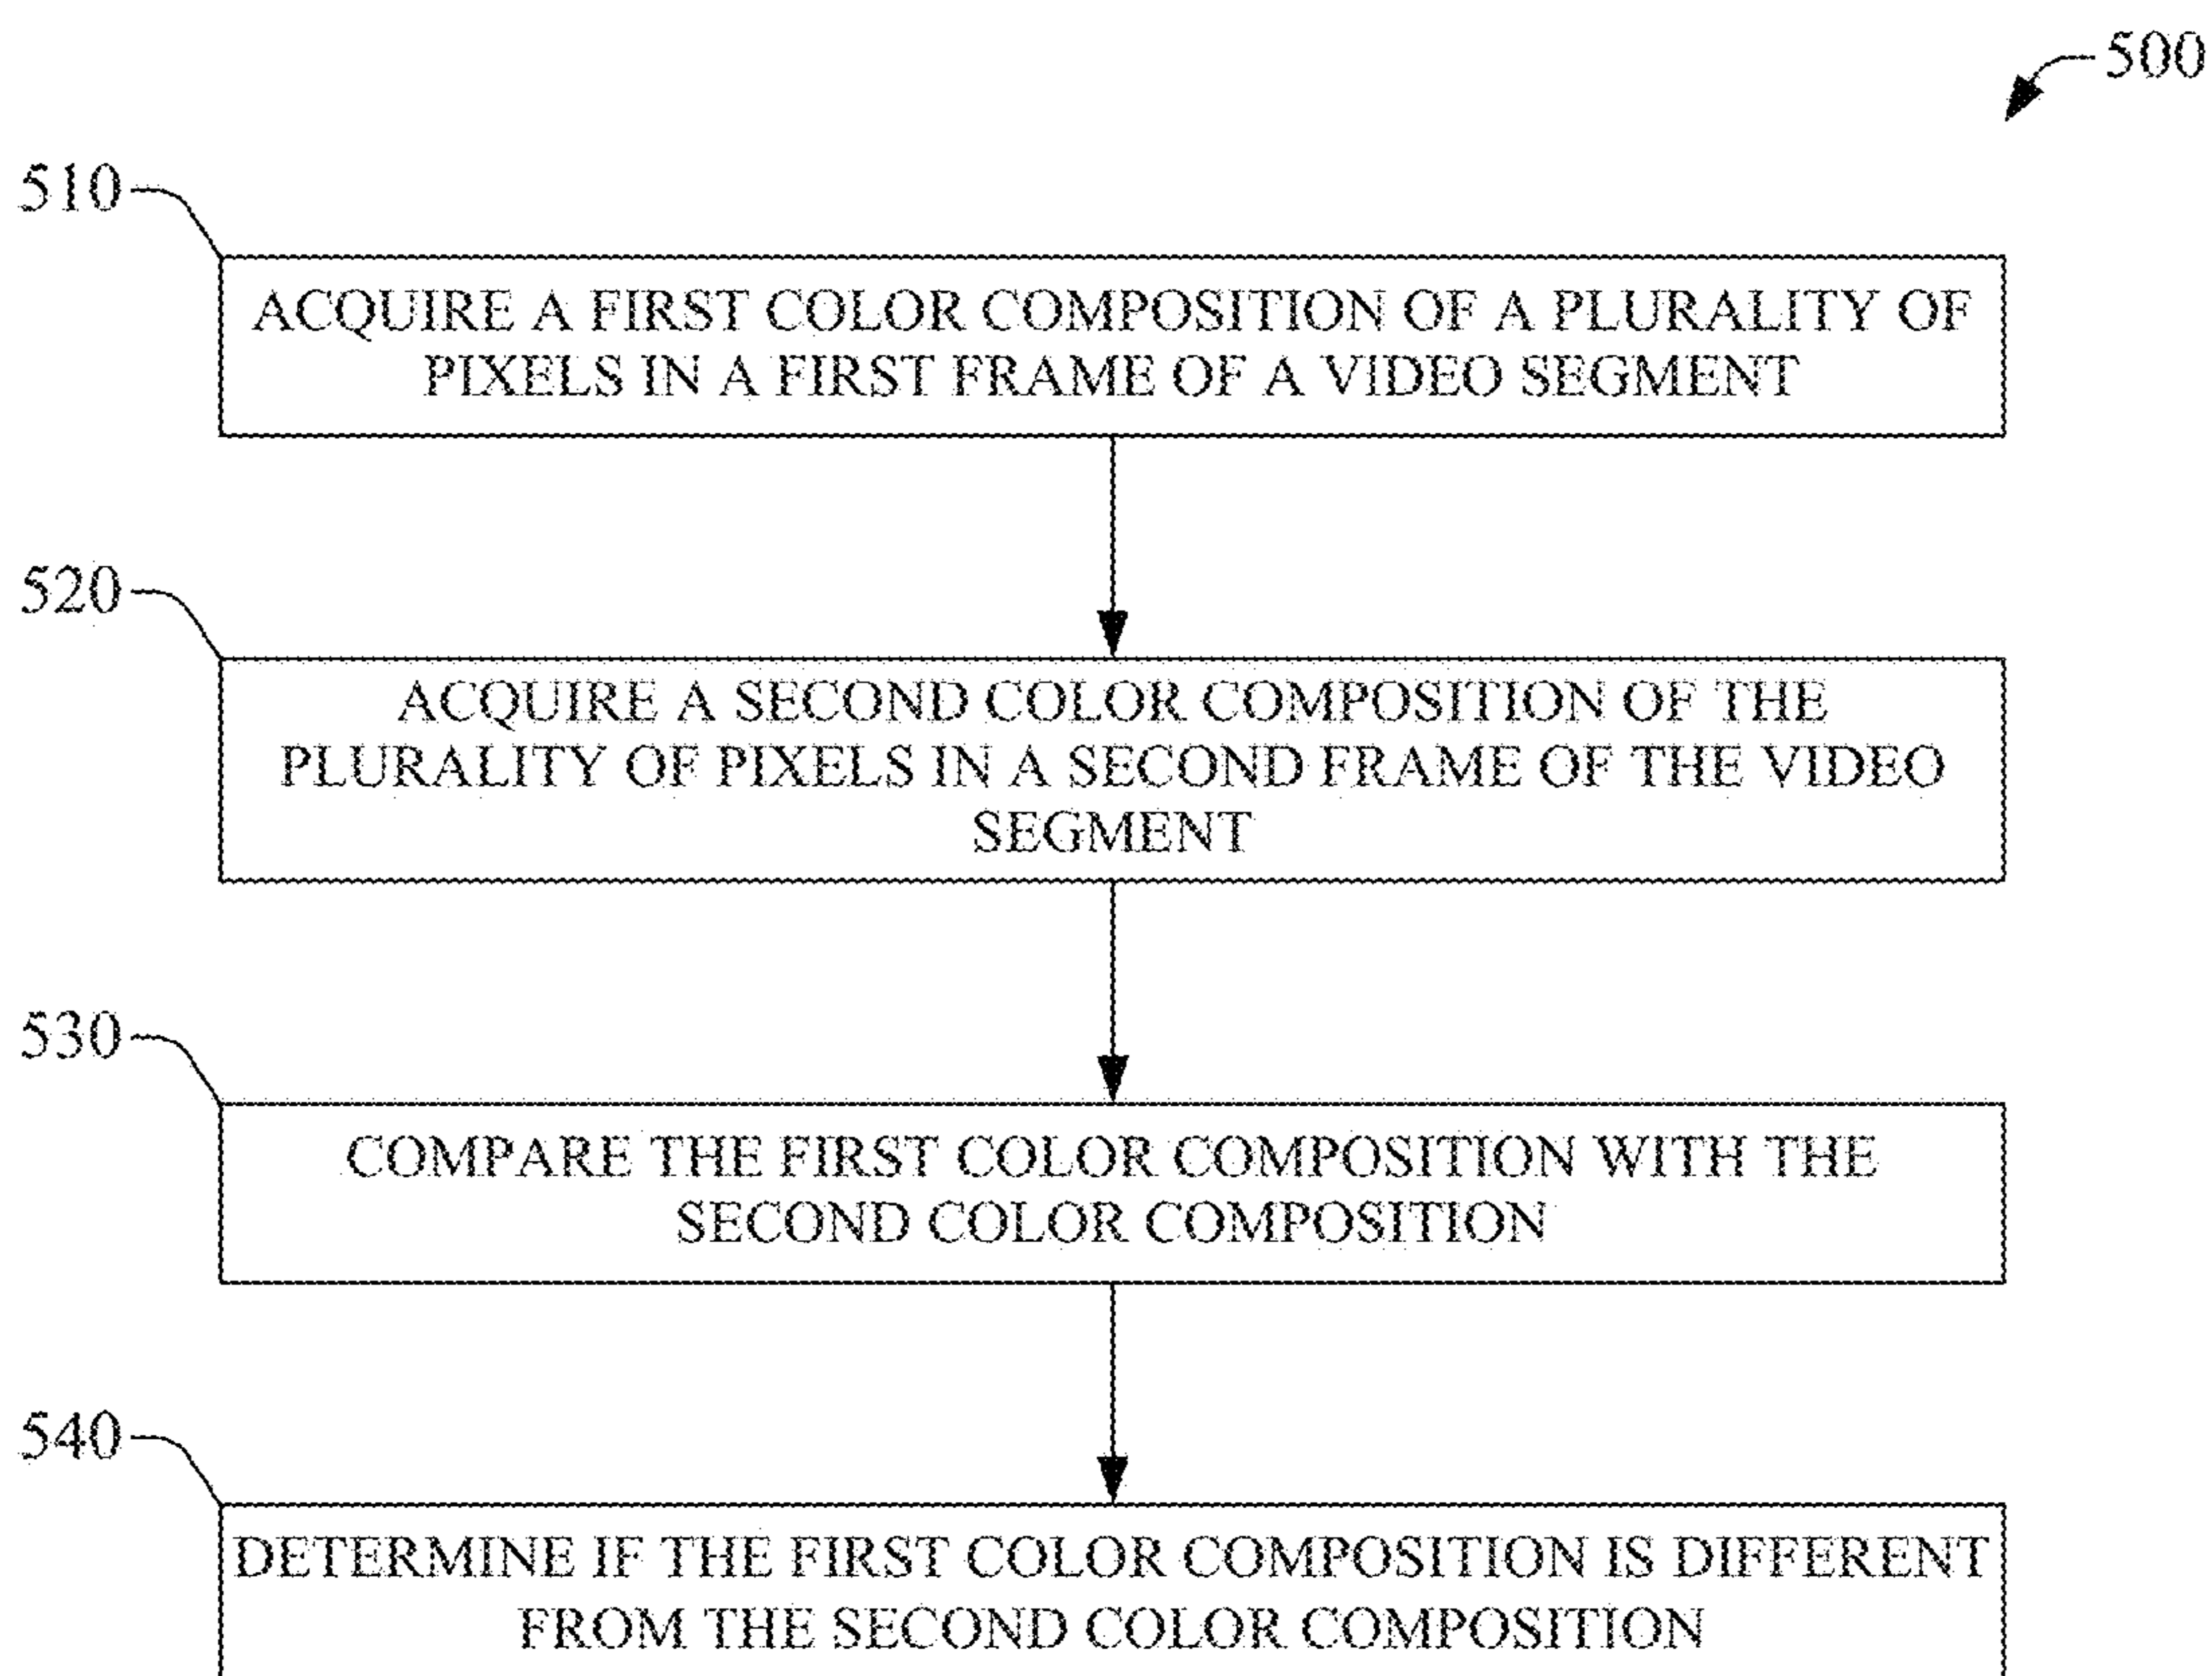 500
510
ACQUIRE A FIRST COLOR COMPOSITION OF A PLURALITY OF
PIXELS IN A FIRST FRAME OF A VIDEO SEGMENT
520
ACQUIRE A SECOND COLOR COMPOSITION OF THE
PLURALITY OF PIXELS IN A SECOND FRAME OF THE VIDEO
SEGMENT
530
COMPARE THE FIRST COLOR COMPOSITION WITH THE
SECOND COLOR COMPOSITION
540
DETERMINE IF THE FIRST COLOR COMPOSITION IS DIFFERENT
FROM THE SECOND COLOR COMPOSITION